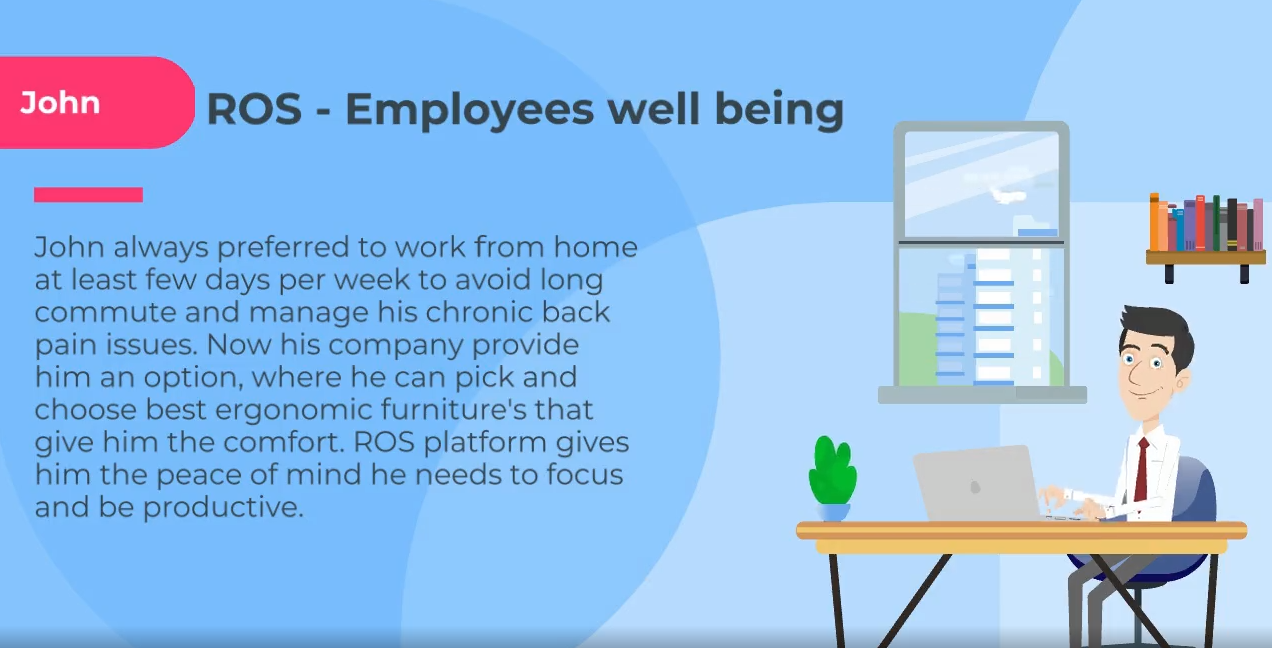 John
ROS - Employees well being
John always preferred to work from home
at least few days per week to avoid long
commute and manage his chronic back
pain issues. Now his company provide
him an option, where he can pick and
choose best ergonomic furniture's that
give him the comfort. ROS platform gives
him the peace of mind he needs to focus
and be productive.